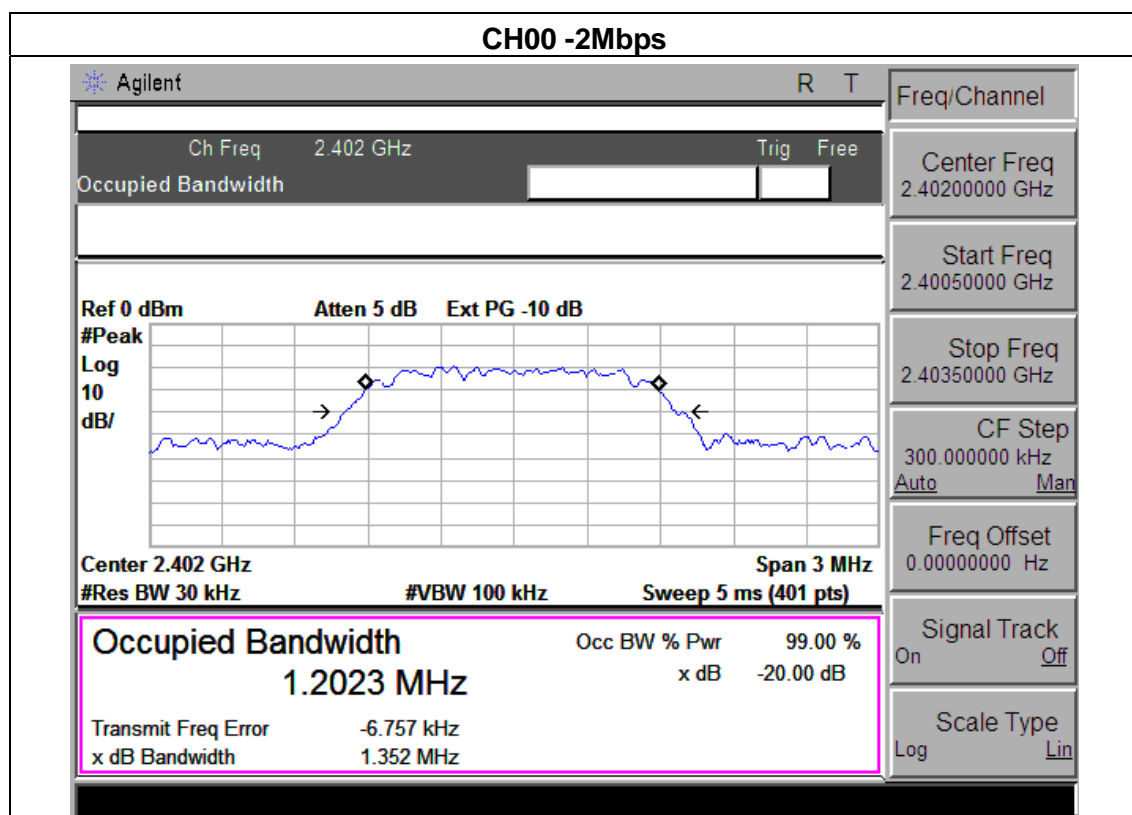 CH00 -2Mbps
Agilent R T
Ch Freq 2.402 GHz Trig Free
Occupied Bandwidth
Ref 0 dBm Atten 5 dB Ext PG -10 dB
#Peak
Log
10
dB/
Center 2.402 GHz Span 3 MHz
#Res BW 30 kHz #VBW 100 kHz Sweep 5 ms (401 pts)
Occupied Bandwidth Occ BW % Pwr 99.00 %
1.2023 MHz x dB -20.00 dB
Transmit Freq Error -6.757 kHz
x dB Bandwidth 1.352 MHz
Freq/Channel
Center Freq
2.40200000 GHz
Start Freq
2.40050000 GHz
Stop Freq
2.40350000 GHz
CF Step
300.000000 kHz
Auto Man
Freq Offset
0.00000000 Hz
Signal Track
On Off
Scale Type
Log Lin